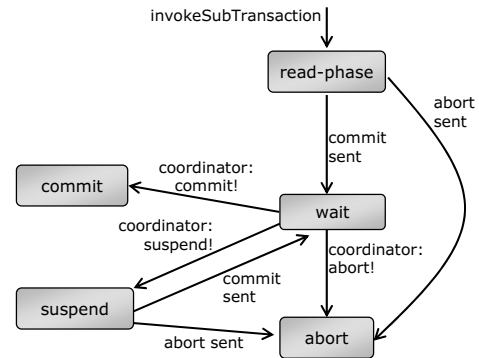 invokeSubTransaction
read-phase
abort
sent
commit
sent
coordinator:
commit!
commit
wait
coordinator:
suspend!
coordinator:
abort!
commit
sent
suspend
abort sent
abort